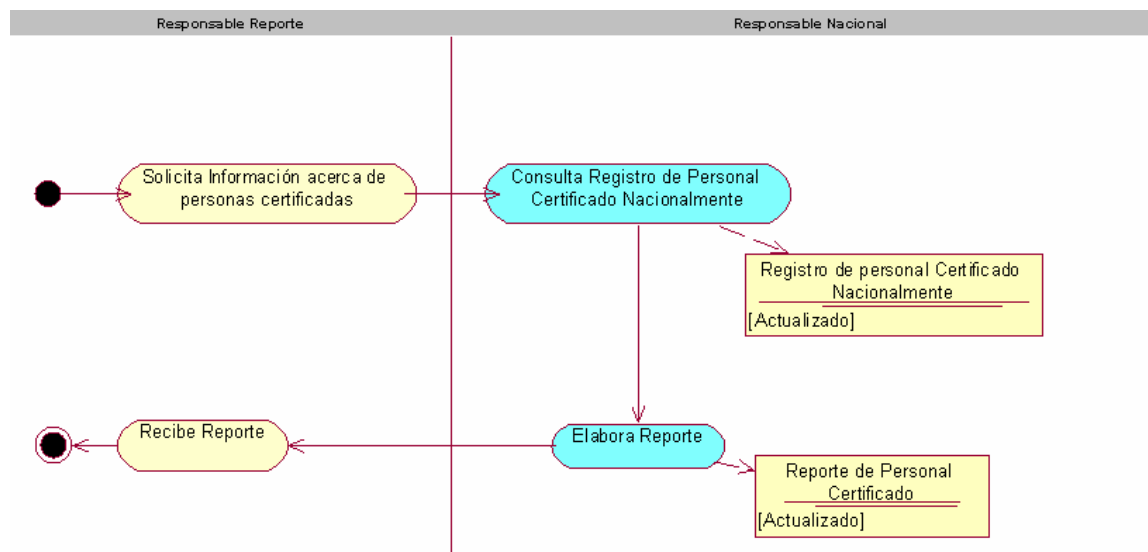 Responsable Reporte
Responsable Nacional
Solicita Información acerca de
personas certificadas
Consulta Registro de Personal
Certificado Nacionalmente
Registro de personal Certificado
Nacionalmente
[Actualizado]
Recibe Reporte
Elabora Reporte
Reporte de Personal
Certificado
[Actualizado]